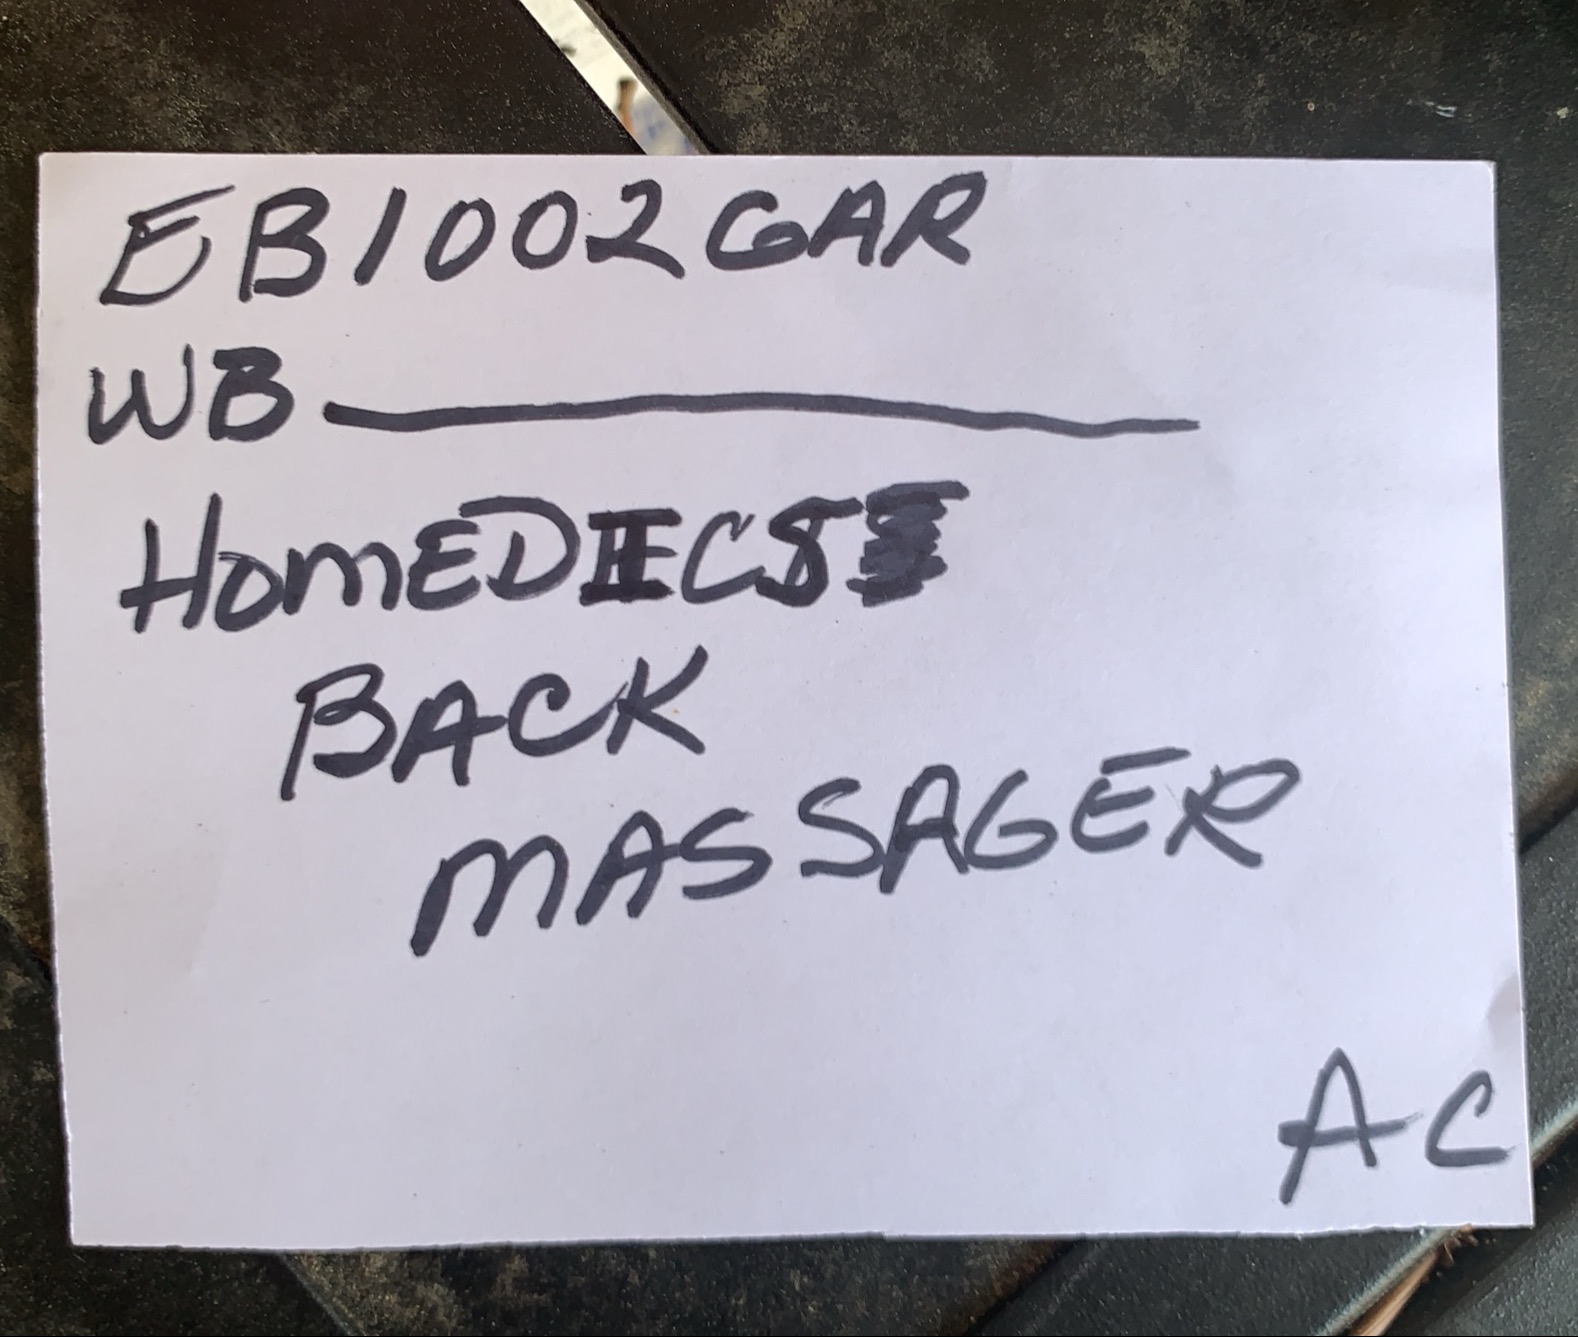 EB1002GAR
WB
HomEDICS
BACK
MASSAGER
AC